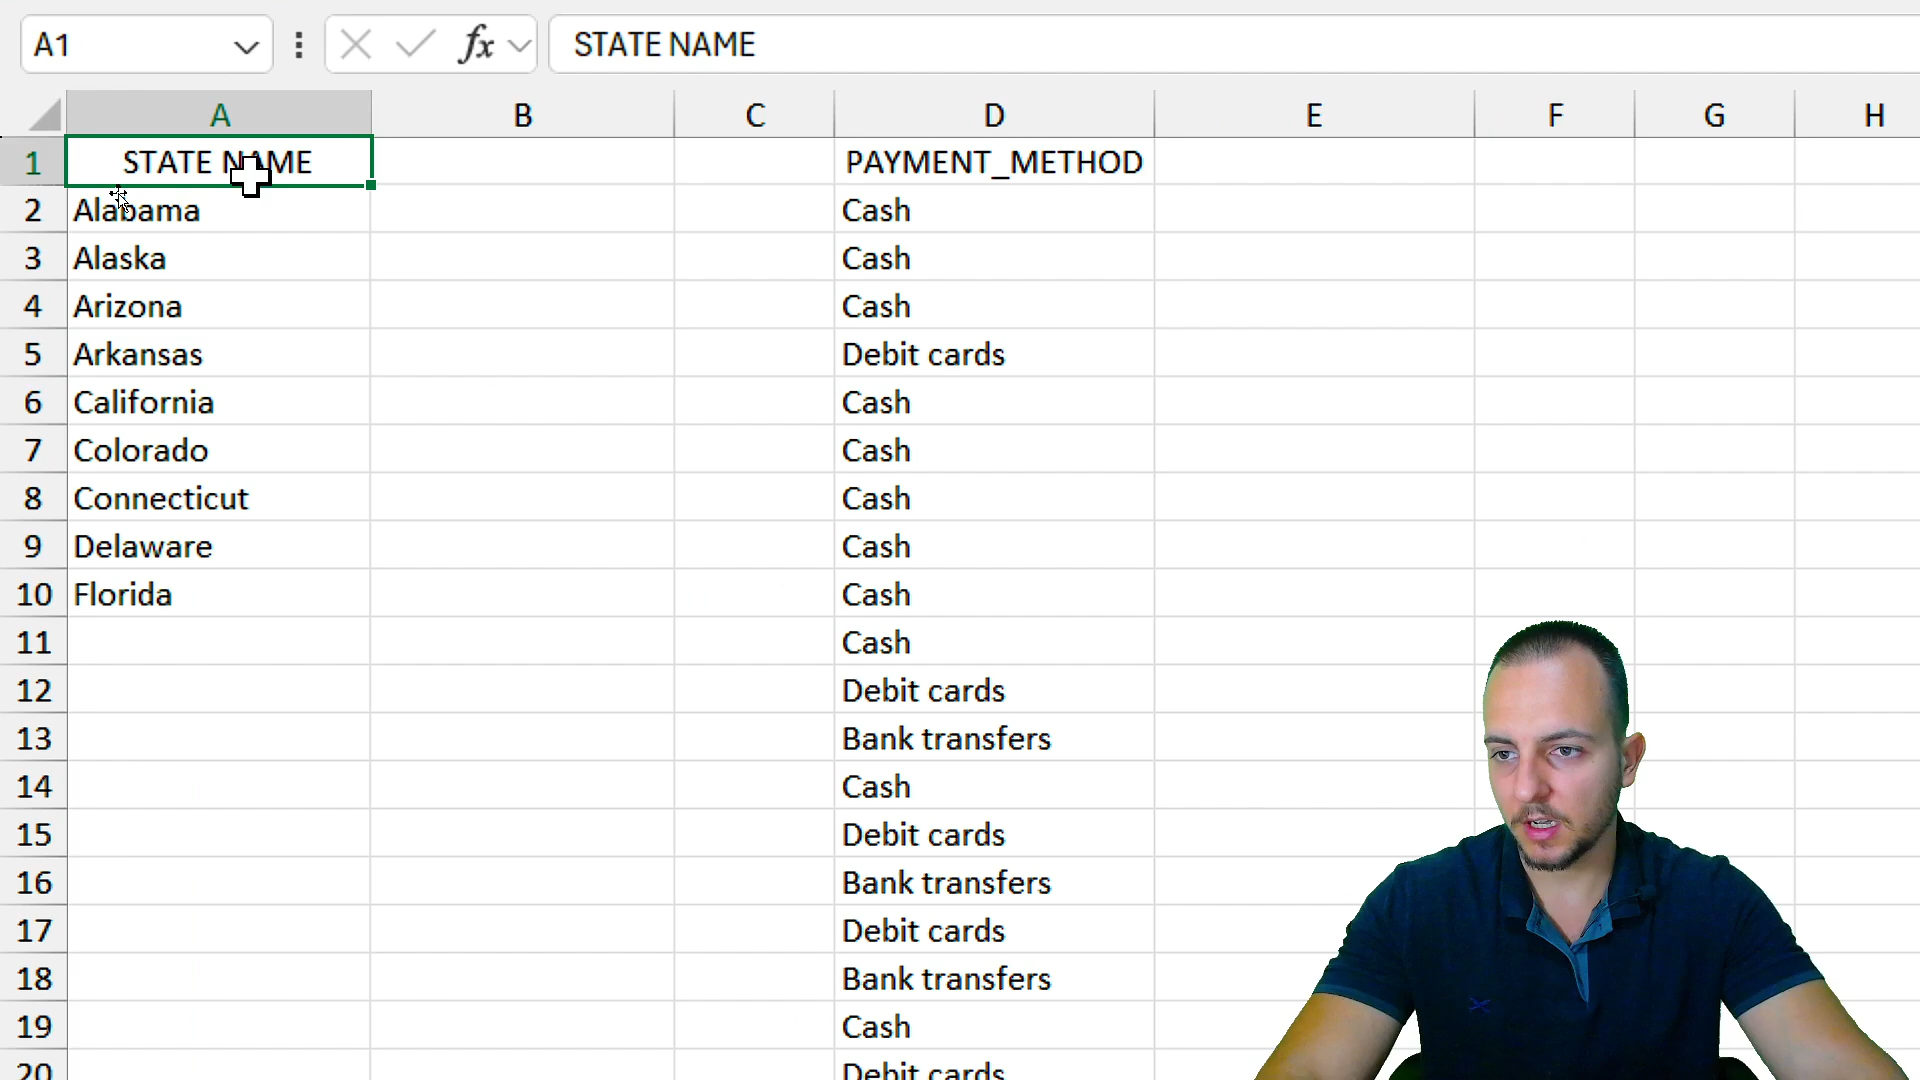 A1 fx STATE NAME
A B C D E F G H
1 STATE NAME PAYMENT_METHOD
2 Alabama Cash
3 Alaska Cash
4 Arizona Cash
5 Arkansas Debit cards
6 California Cash
7 Colorado Cash
8 Connecticut Cash
9 Delaware Cash
10 Florida Cash
11 Cash
12 Debit cards
13 Bank transfers
14 Cash
15 Debit cards
16 Bank transfers
17 Debit cards
18 Bank transfers
19 Cash
20 Debit cards